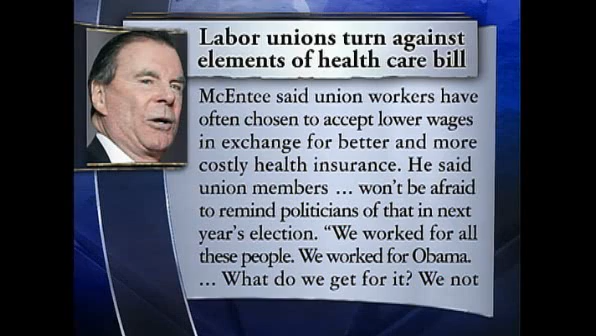 Labor unions turn against
elements of health care bill
McEntee said union workers have
often chosen to accept lower wages
in exchange for better and more
costly health insurance. He said
union members ... won't be afraid
to remind politicians of that in next
year's election. "We worked for all
these people. We worked for Obama.
... What do we get for it? We not